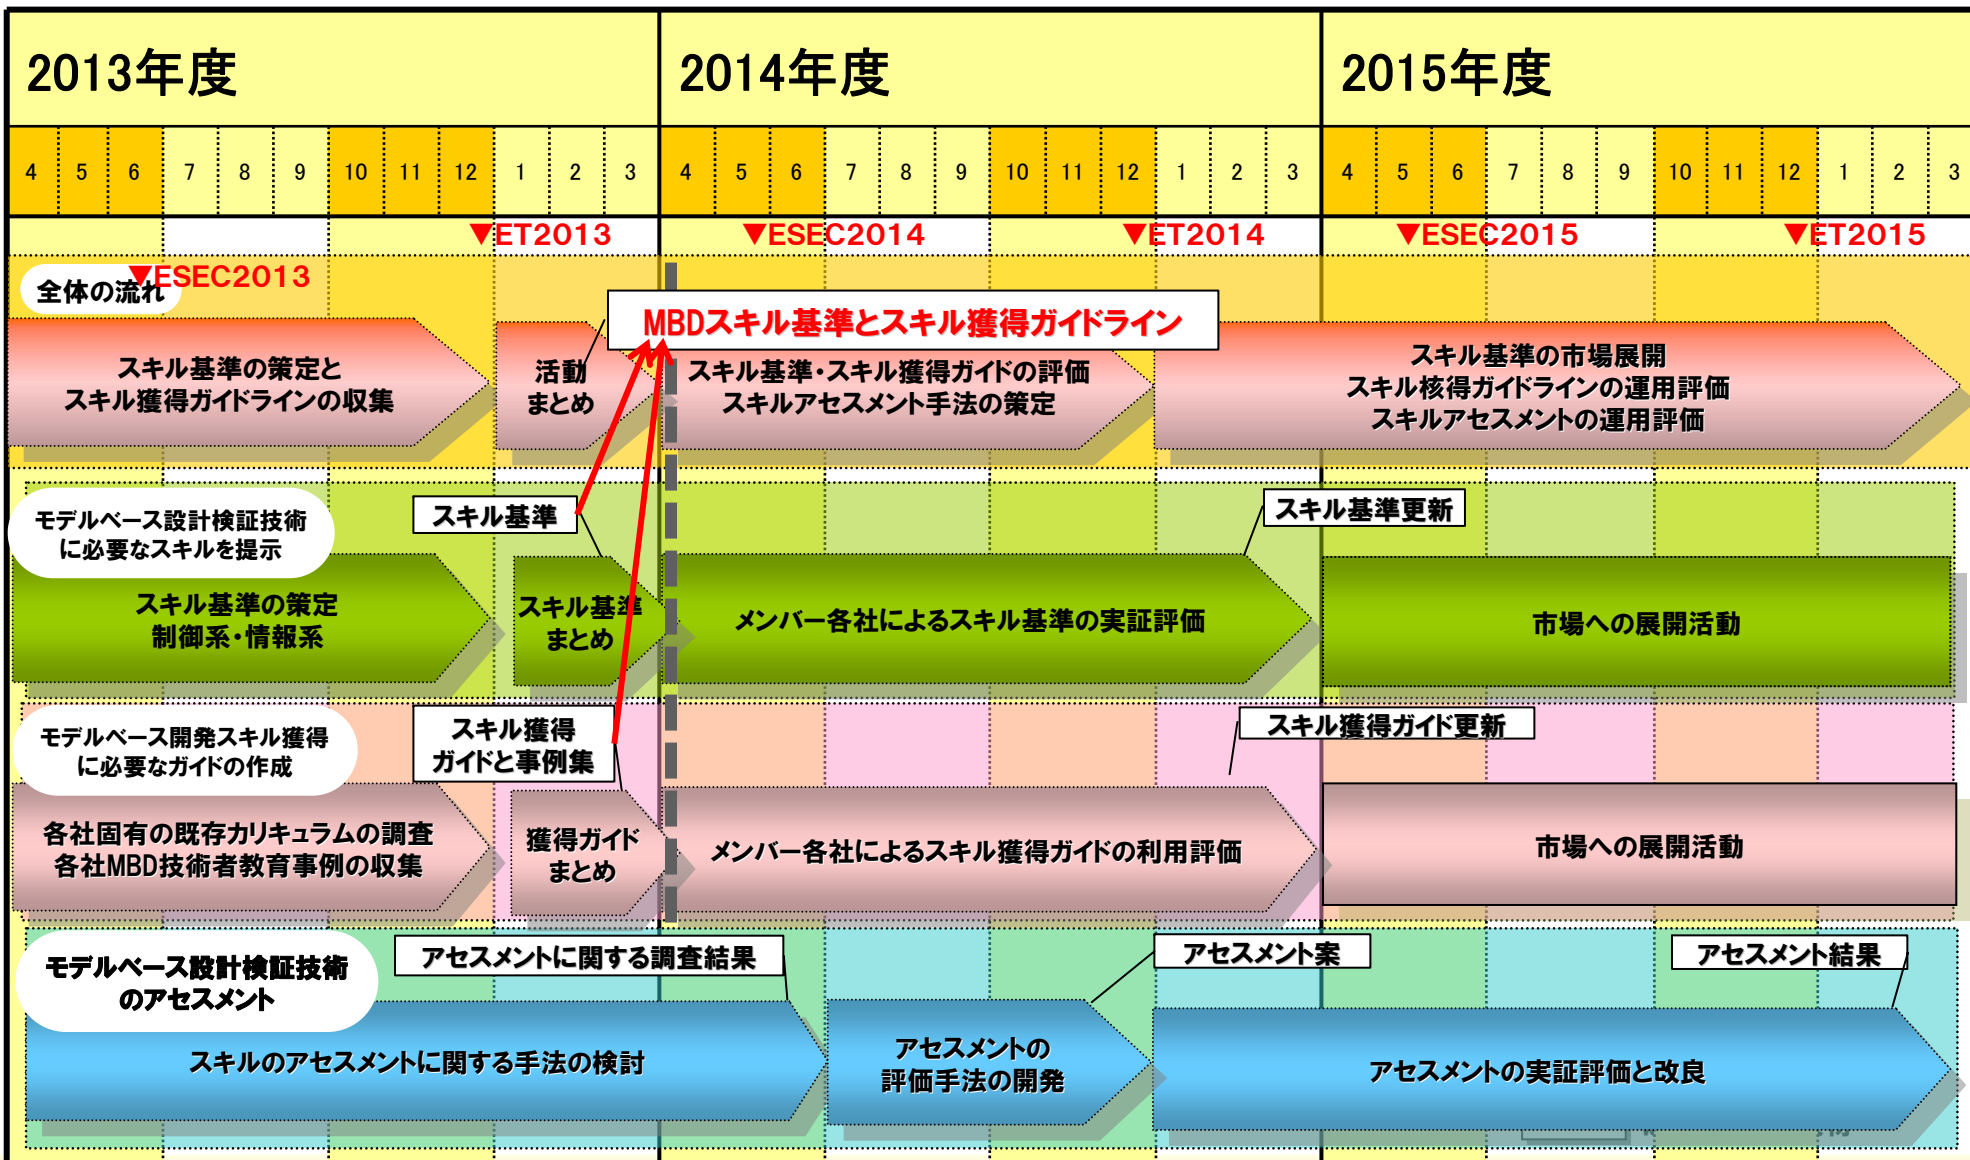 2013年度
2014年度
2015年度
4 5 6 7 8 9 10 11 12 1 2 3 4 5 6 7 8 9 10 11 12 1 2 3 4 5 6 7 8 9 10 11 12 1 2 3
▼ET2013
▼ESEC2014
▼ET2014
▼ESEC2015
▼ET2015
全体の流れ
▼ESEC2013
MBDスキル基準とスキル獲得ガイドライン
スキル基準の策定と
スキル獲得ガイドラインの収集
活動
まとめ
スキル基準・スキル獲得ガイドの評価
スキルアセスメント手法の策定
スキル基準の市場展開
スキル核得ガイドラインの運用評価
スキルアセスメントの運用評価
モデルベース設計検証技術
に必要なスキルを提示
スキル基準
スキル基準更新
スキル基準の策定
制御系・情報系
スキル基準
まとめ
メンバー各社によるスキル基準の実証評価
市場への展開活動
モデルベース開発スキル獲得
に必要なガイドの作成
スキル獲得
ガイドと事例集
スキル獲得ガイド更新
各社固有の既存カリキュラムの調査
各社MBD技術者教育事例の収集
獲得ガイド
まとめ
メンバー各社によるスキル獲得ガイドの利用評価
市場への展開活動
モデルベース設計検証技術
のアセスメント
アセスメントに関する調査結果
アセスメント案
アセスメント結果
スキルのアセスメントに関する手法の検討
アセスメントの
評価手法の開発
アセスメントの実証評価と改良